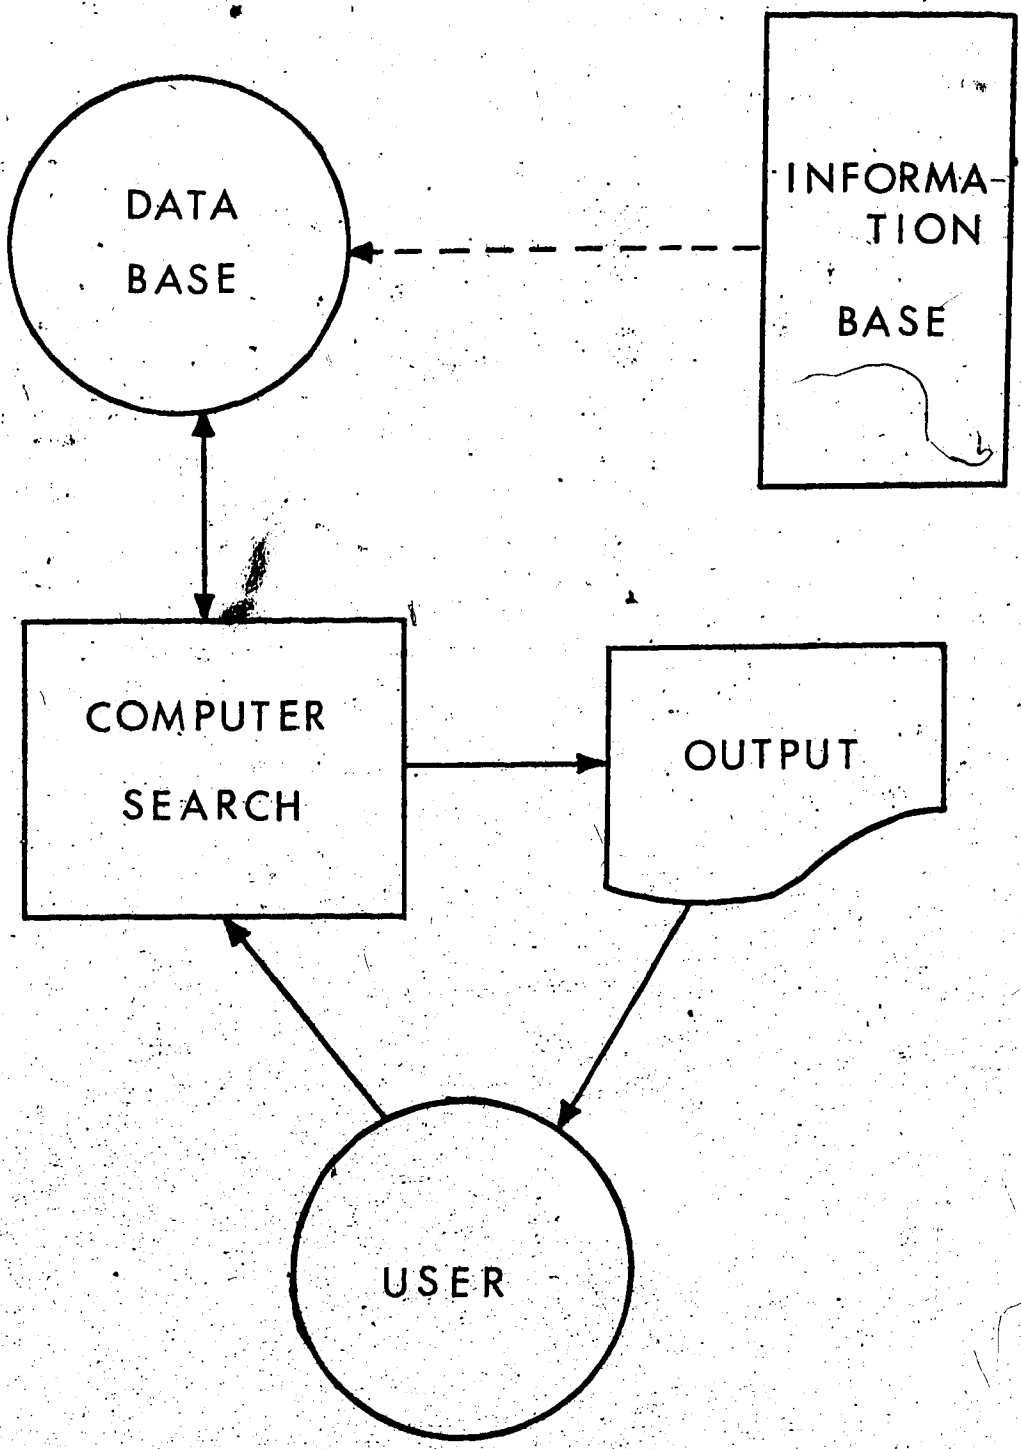 DATA
BASE
INFORMA-
TION
BASE
COMPUTER
SEARCH
OUTPUT
USER